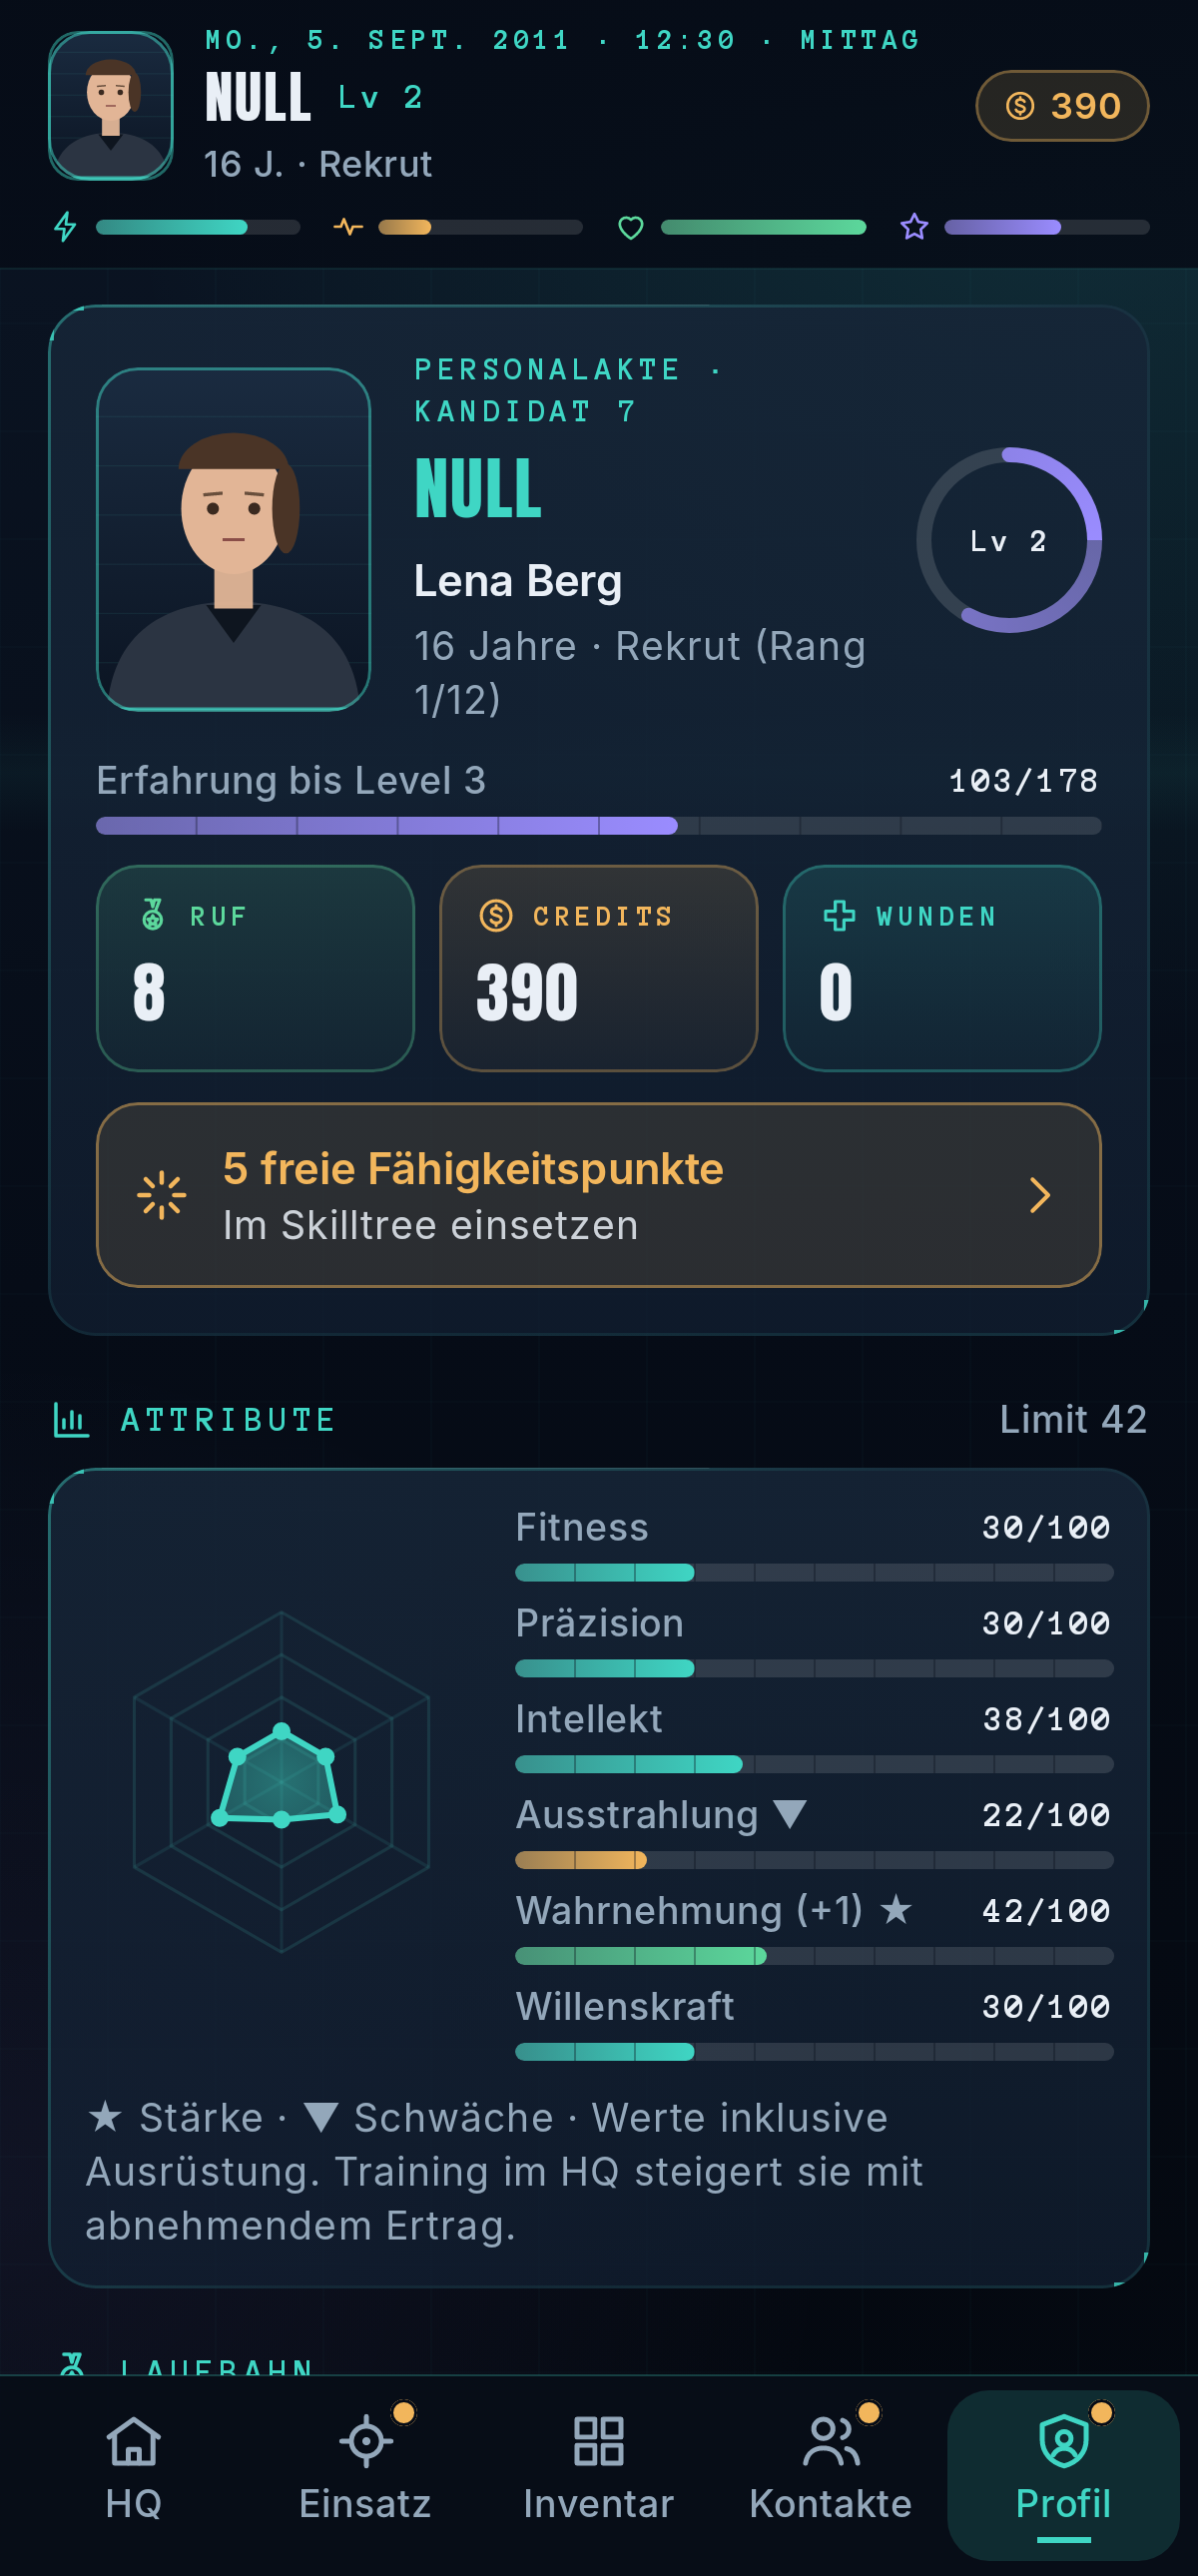 MO., 5. SEPT. 2011 · 12:30 · MITTAG
NULL Lv 2
390
16 J. · Rekrut
PERSONALAKTE ·
KANDIDAT 7
NULL
Lv 2
Lena Berg
16 Jahre · Rekrut (Rang
1/12)
Erfahrung bis Level 3 103/178
RUF
8
CREDITS
390
WUNDEN
0
5 freie Fähigkeitspunkte
Im Skilltree einsetzen
ATTRIBUTE Limit 42
Fitness 30/100
Präzision 30/100
Intellekt 38/100
Ausstrahlung ▼ 22/100
Wahrnehmung (+1) ★ 42/100
Willenskraft 30/100
★ Stärke · ▼ Schwäche · Werte inklusive
Ausrüstung. Training im HQ steigert sie mit
abnehmendem Ertrag.
LAUFBAHN
HQ Einsatz Inventar Kontakte Profil